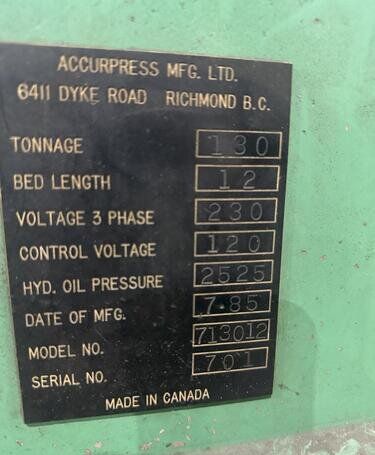 ACCURPRESS MFG. LTD.
6411 DYKE ROAD RICHMOND B.C.
TONNAGE 130
BED LENGTH 12
VOLTAGE 3 PHASE 230
CONTROL VOLTAGE 120
HYD. OIL PRESSURE 2525
DATE OF MFG. 7-85
MODEL NO. 713012
SERIAL NO. 701
MADE IN CANADA